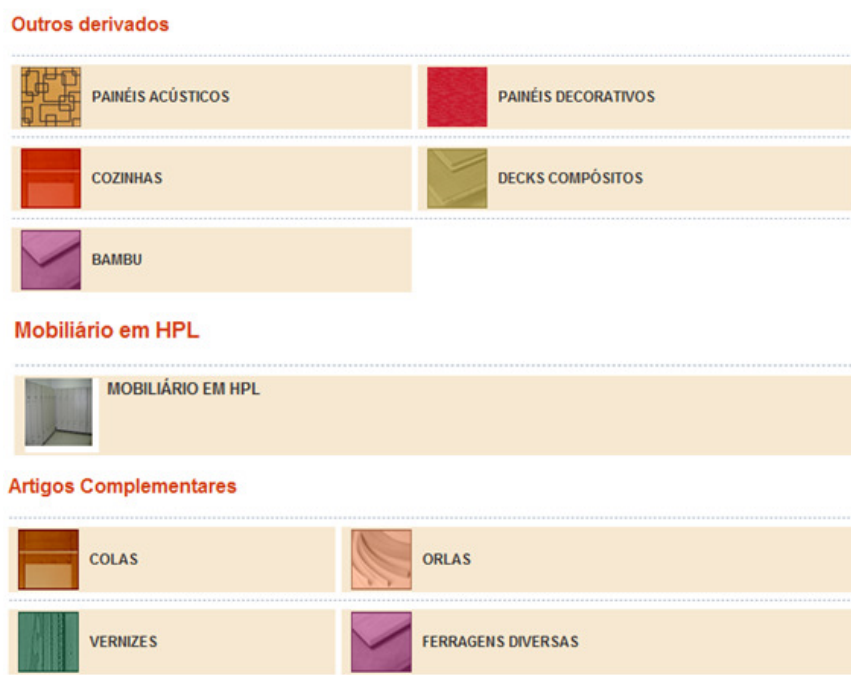 Outros derivados
PAINÉIS ACÚSTICOS
PAINÉIS DECORATIVOS
COZINHAS
DECKS COMPÓSITOS
BAMBU
Mobiliário em HPL
MOBILIÁRIO EM HPL
Artigos Complementares
COLAS
ORLAS
VERNIZES
FERRAGENS DIVERSAS